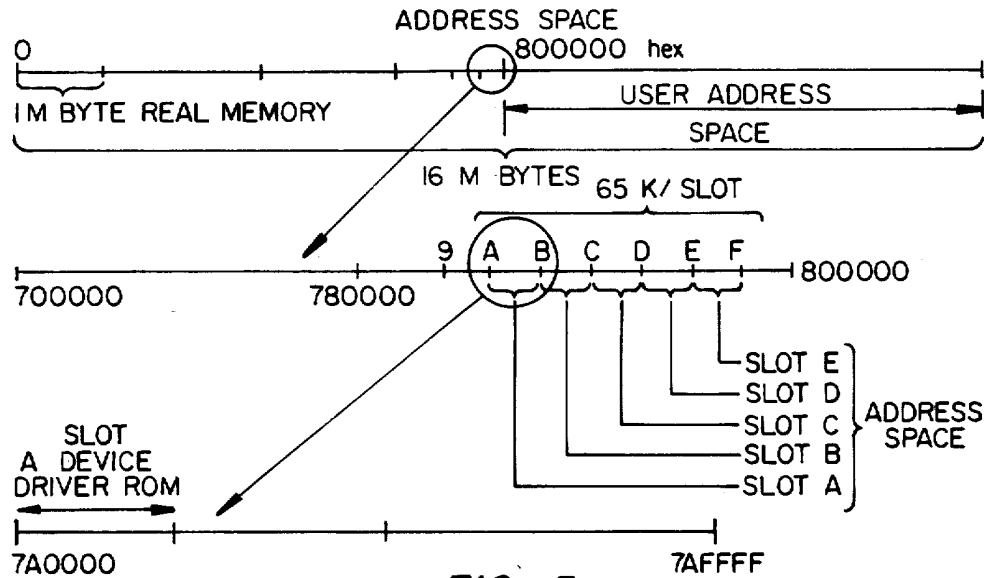 ADDRESS SPACE
0
800000 hex
1M BYTE REAL MEMORY
USER ADDRESS
SPACE
16 M BYTES
65 K/ SLOT
9 A B C D E F
700000
780000
800000
SLOT E
SLOT D
SLOT C
SLOT B
SLOT A
ADDRESS
SPACE
SLOT
A DEVICE
DRIVER ROM
7A0000
7AFFFF